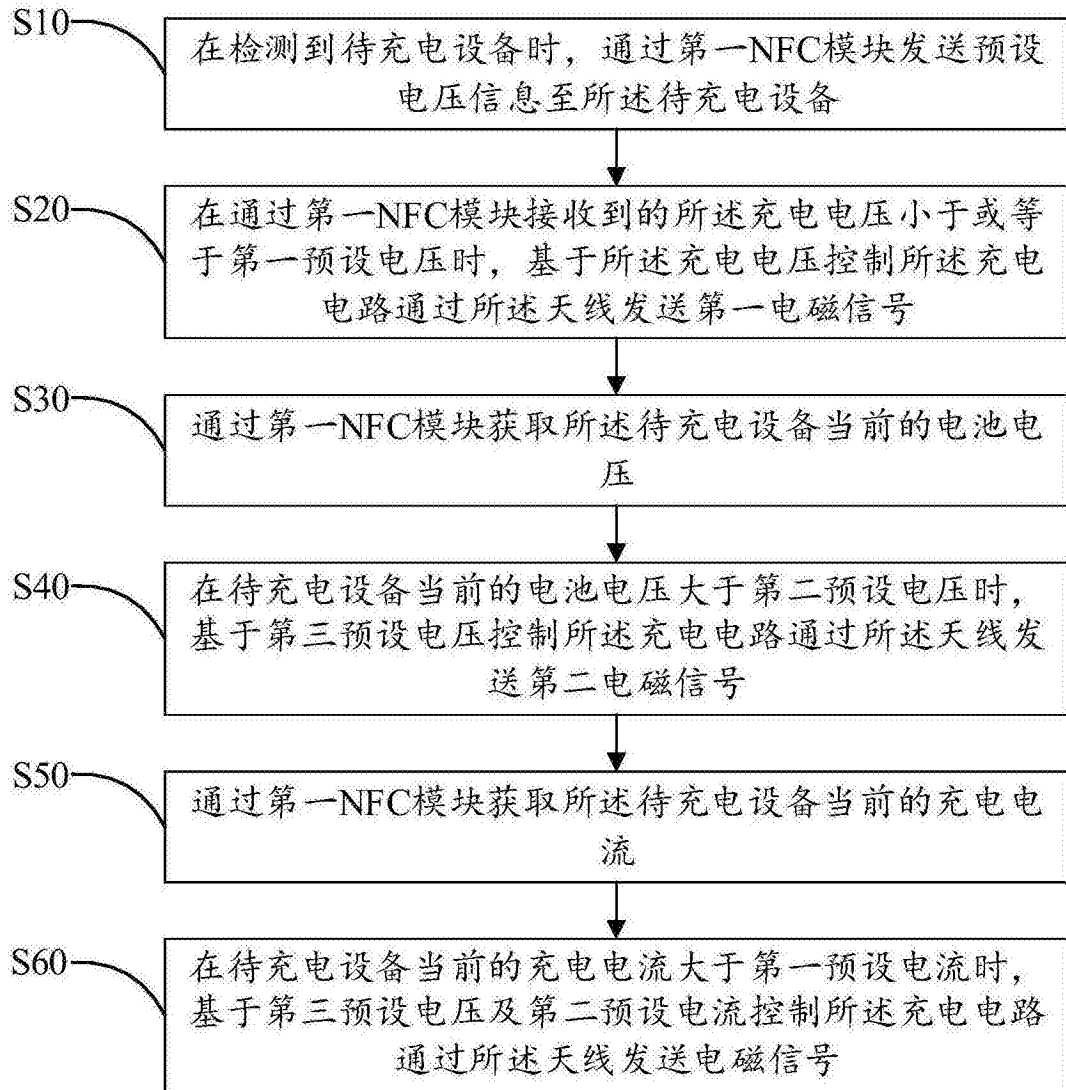 S10
在检测到待充电设备时，通过第一NFC模块发送预设
电压信息至所述待充电设备
S20
在通过第一NFC模块接收到的所述充电电压小于或等
于第一预设电压时，基于所述充电电压控制所述充电
电路通过所述天线发送第一电磁信号
S30
通过第一NFC模块获取所述待充电设备当前的电池电
压
S40
在待充电设备当前的电池电压大于第二预设电压时，
基于第三预设电压控制所述充电电路通过所述天线发
送第二电磁信号
S50
通过第一NFC模块获取所述待充电设备当前的充电电
流
S60
在待充电设备当前的充电电流大于第一预设电流时，
基于第三预设电压及第二预设电流控制所述充电电路
通过所述天线发送电磁信号